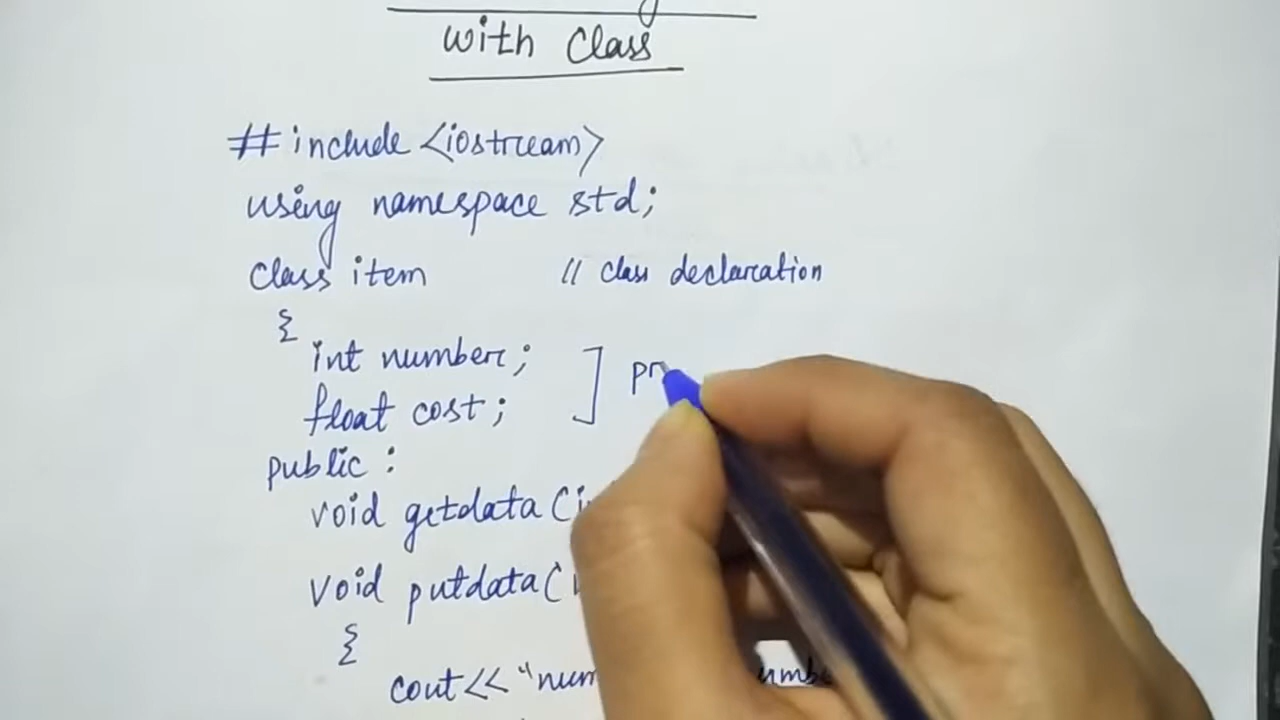 with Class
#include <iostream>
using namespace std;
Class item // class declaration
{
int number;
float cost;
public:
void getdata(
void putdata(
{
cout<< "num